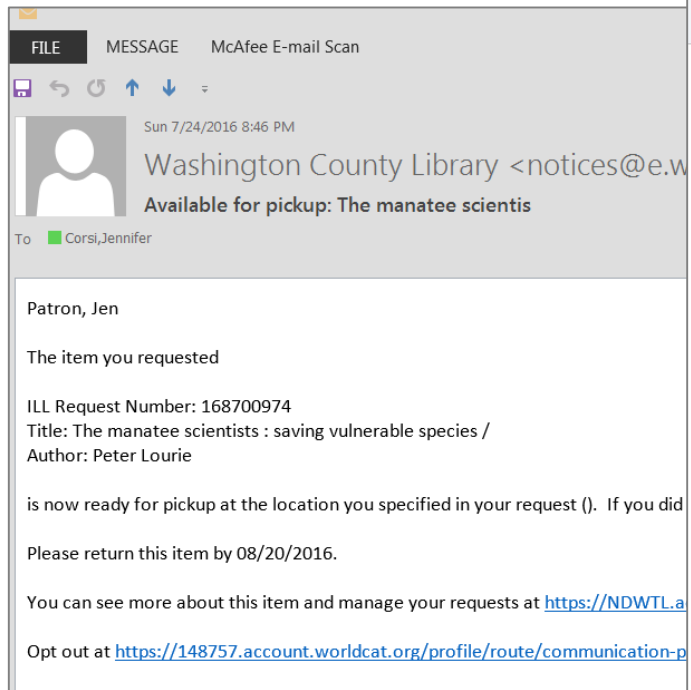 FILE MESSAGE McAfee E-mail Scan
Sun 7/24/2016 8:46 PM
Washington County Library <notices@e.w
Available for pickup: The manatee scientis
To Corsi,Jennifer
Patron, Jen
The item you requested
ILL Request Number: 168700974
Title: The manatee scientists : saving vulnerable species /
Author: Peter Lourie
is now ready for pickup at the location you specified in your request (). If you did
Please return this item by 08/20/2016.
You can see more about this item and manage your requests at https://NDWTL.a
Opt out at https://148757.account.worldcat.org/profile/route/communication-p